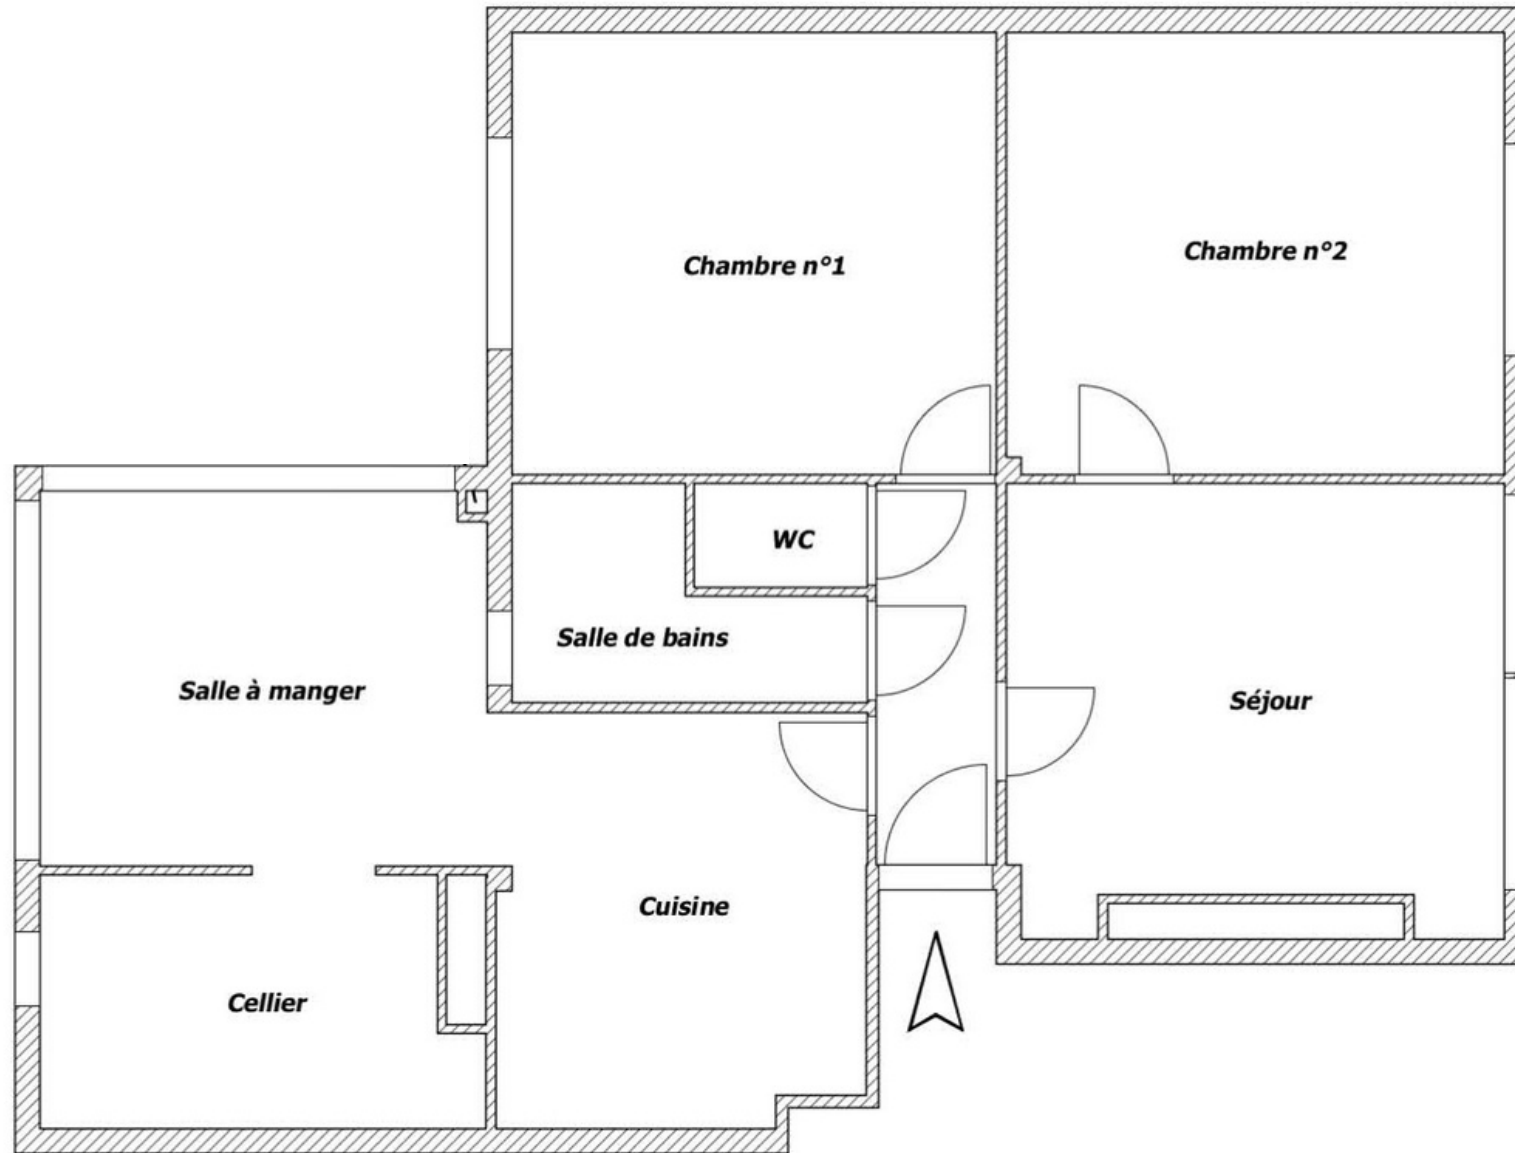 Chambre n°1
Chambre n°2
WC
Salle de bains
Salle à manger
Séjour
Cuisine
Cellier